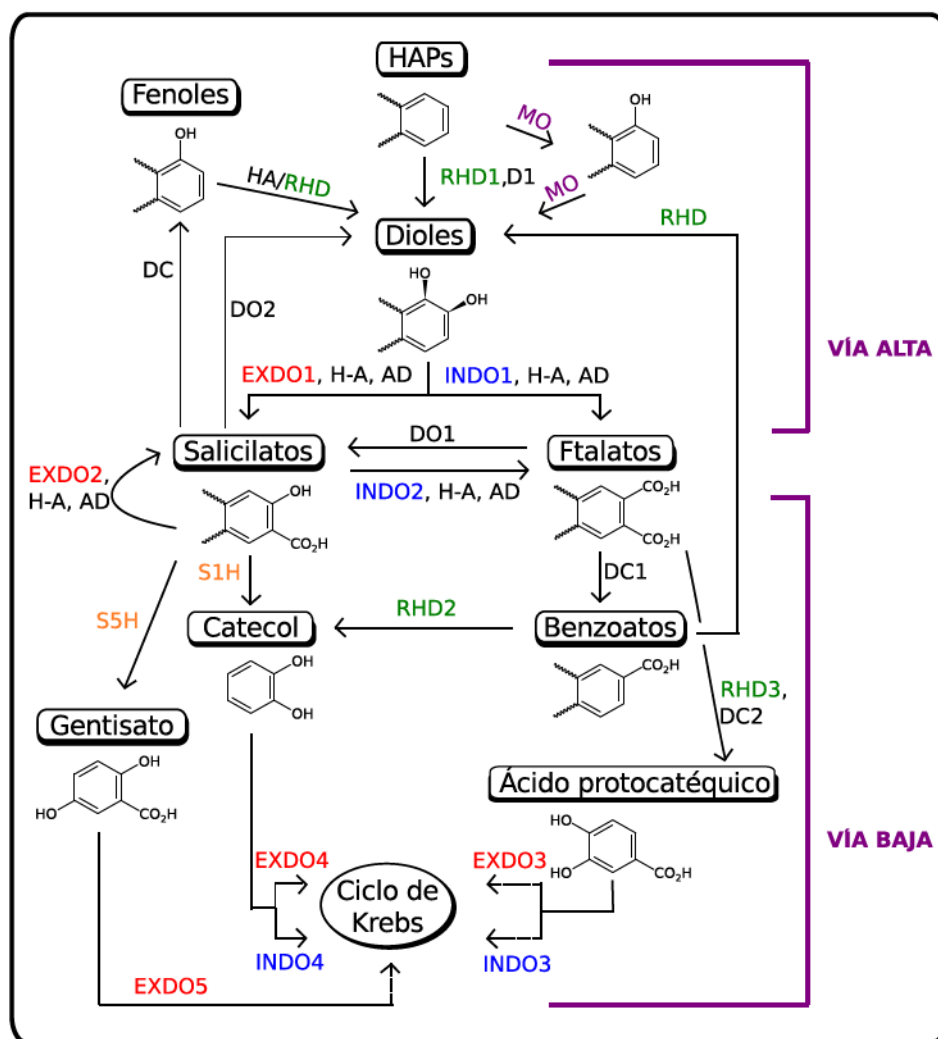 HAPs
Fenoles
OH
MO
OH
HA/RHD
RHD1,D1
MO
RHD
Dioles
DC
DO2
HO
OH
VÍA ALTA
EXDO1, H-A, AD
INDO1, H-A, AD
Salicilatos
DO1
Ftalatos
EXDO2,
H-A, AD
INDO2, H-A, AD
OH
CO2H
CO2H
CO2H
S1H
DC1
S5H
Catecol
RHD2
Benzoatos
OH
OH
CO2H
RHD3,
DC2
Gentisato
OH
HO
CO2H
Ácido protocatéquico
HO
HO
CO2H
VÍA BAJA
EXDO4
EXDO3
Ciclo de
Krebs
INDO4
INDO3
EXDO5